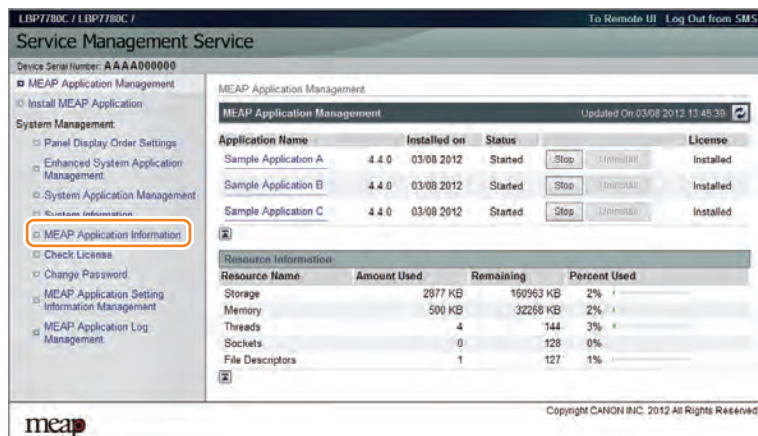 LBP7780C / LBP7780C /
To Remote UI Log Out from SMS
Service Management Service
Device Serial Number: AAAA000000
MEAP Application Management
Install MEAP Application
System Management
Panel Display Order Settings
Enhanced System Application
Management
System Application Management
System Information
MEAP Application Information
Check License
Change Password
MEAP Application Setting
Information Management
MEAP Application Log
Management
meap
MEAP Application Management
MEAP Application Management Updated On:03/08 2012 13:45:39
Application Name Installed on Status License
Sample Application A 4.4.0 03/08 2012 Started Stop Uninstall Installed
Sample Application B 4.4.0 03/08 2012 Started Stop Uninstall Installed
Sample Application C 4.4.0 03/08 2012 Started Stop Uninstall Installed
Resource Information
Resource Name Amount Used Remaining Percent Used
Storage 2877 KB 160963 KB 2%
Memory 500 KB 32268 KB 2%
Threads 4 144 3%
Sockets 0 128 0%
File Descriptors 1 127 1%
Copyright CANON INC. 2012 All Rights Reserved